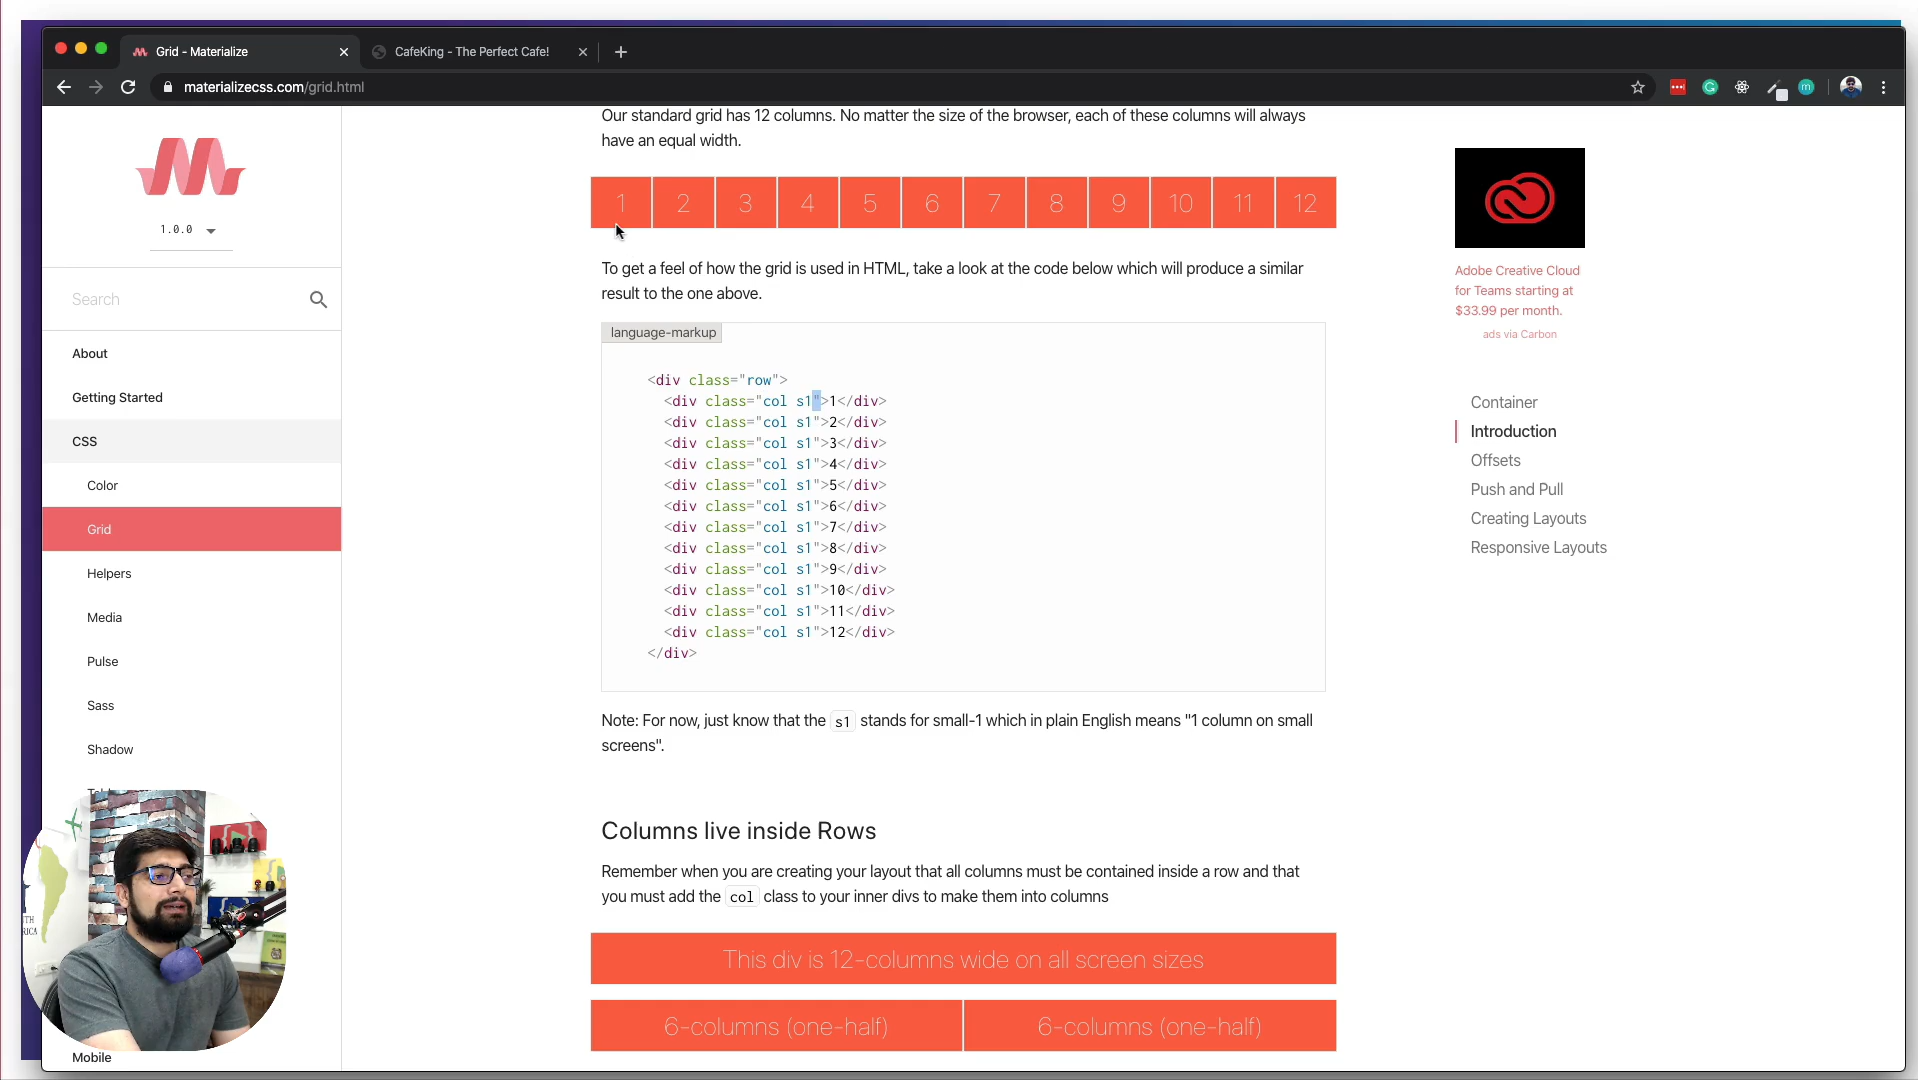 Grid - Materialize
CafeKing - The Perfect Cafe!
materializecss.com/grid.html
1.0.0
Search
About
Getting Started
CSS
Color
Grid
Helpers
Media
Pulse
Sass
Shadow
Mobile
Our standard grid has 12 columns. No matter the size of the browser, each of these columns will always
have an equal width.
1 2 3 4 5 6 7 8 9 10 11 12
To get a feel of how the grid is used in HTML, take a look at the code below which will produce a similar
result to the one above.
language-markup
<div class="row">
<div class="col s1">1</div>
<div class="col s1">2</div>
<div class="col s1">3</div>
<div class="col s1">4</div>
<div class="col s1">5</div>
<div class="col s1">6</div>
<div class="col s1">7</div>
<div class="col s1">8</div>
<div class="col s1">9</div>
<div class="col s1">10</div>
<div class="col s1">11</div>
<div class="col s1">12</div>
</div>
Note: For now, just know that the s1 stands for small-1 which in plain English means "1 column on small
screens".
Columns live inside Rows
Remember when you are creating your layout that all columns must be contained inside a row and that
you must add the col class to your inner divs to make them into columns
This div is 12-columns wide on all screen sizes
6-columns (one-half) 6-columns (one-half)
Adobe Creative Cloud
for Teams starting at
$33.99 per month.
ads via Carbon
Container
Introduction
Offsets
Push and Pull
Creating Layouts
Responsive Layouts